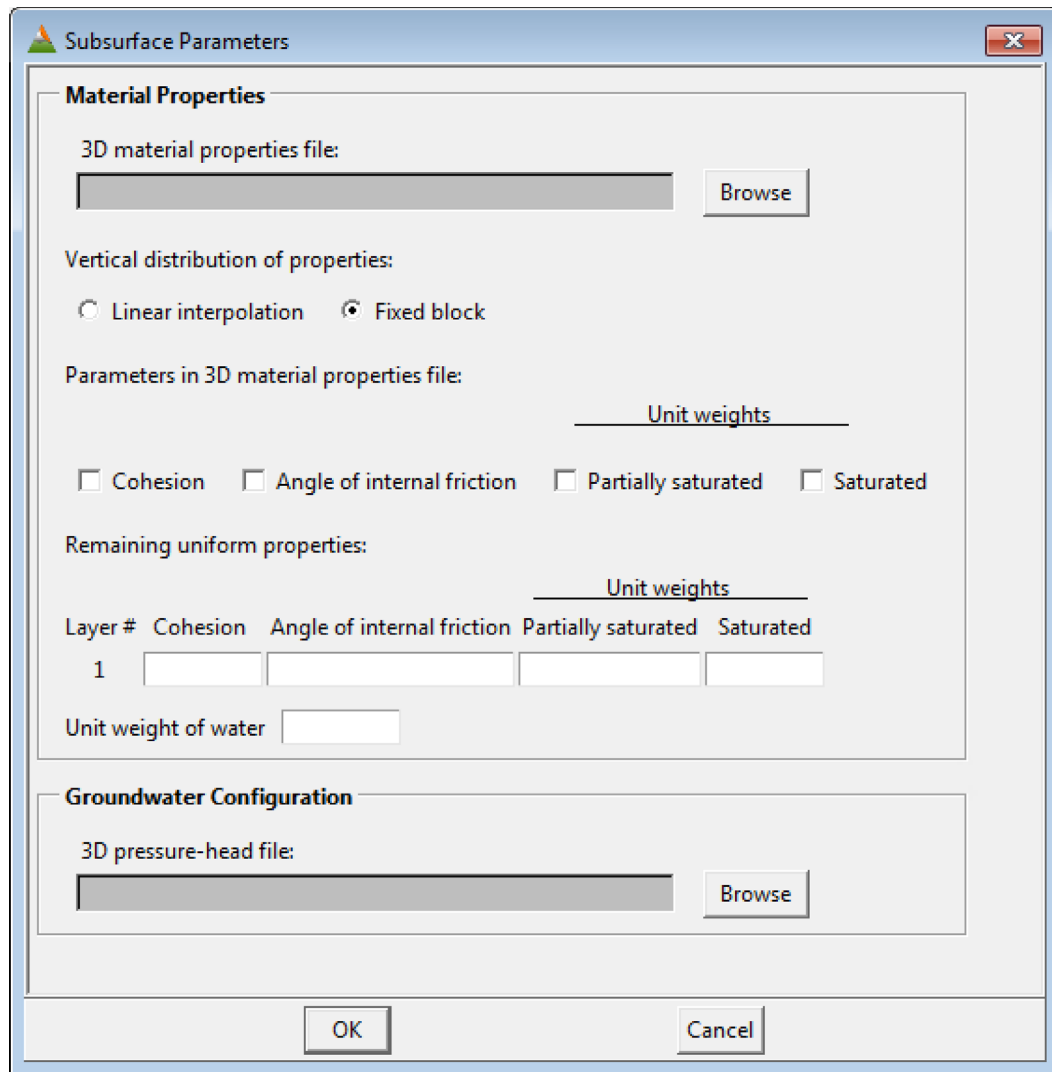 Subsurface Parameters
Material Properties
3D material properties file:
Browse
Vertical distribution of properties:
Linear interpolation Fixed block
Parameters in 3D material properties file:
Unit weights
Cohesion Angle of internal friction Partially saturated Saturated
Remaining uniform properties:
Unit weights
Layer # Cohesion Angle of internal friction Partially saturated Saturated
1
Unit weight of water
Groundwater Configuration
3D pressure-head file:
Browse
OK Cancel